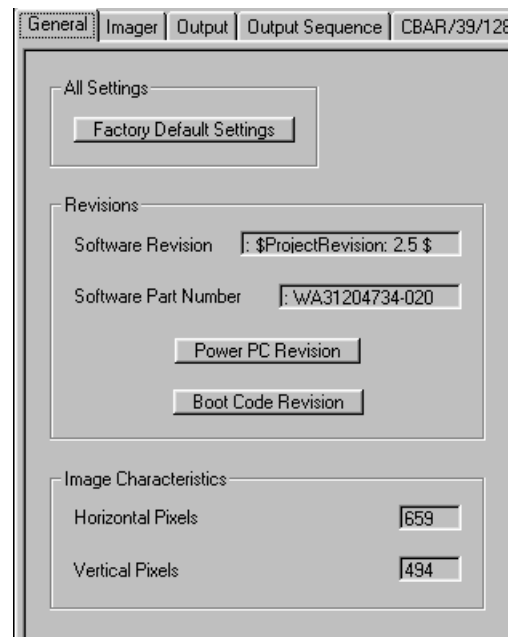 General Imager Output Output Sequence CBAR/39/128
All Settings
Factory Default Settings
Revisions
Software Revision : $ProjectRevision: 2.5 $
Software Part Number : WA31204734-020
Power PC Revision
Boot Code Revision
Image Characteristics
Horizontal Pixels 659
Vertical Pixels 494